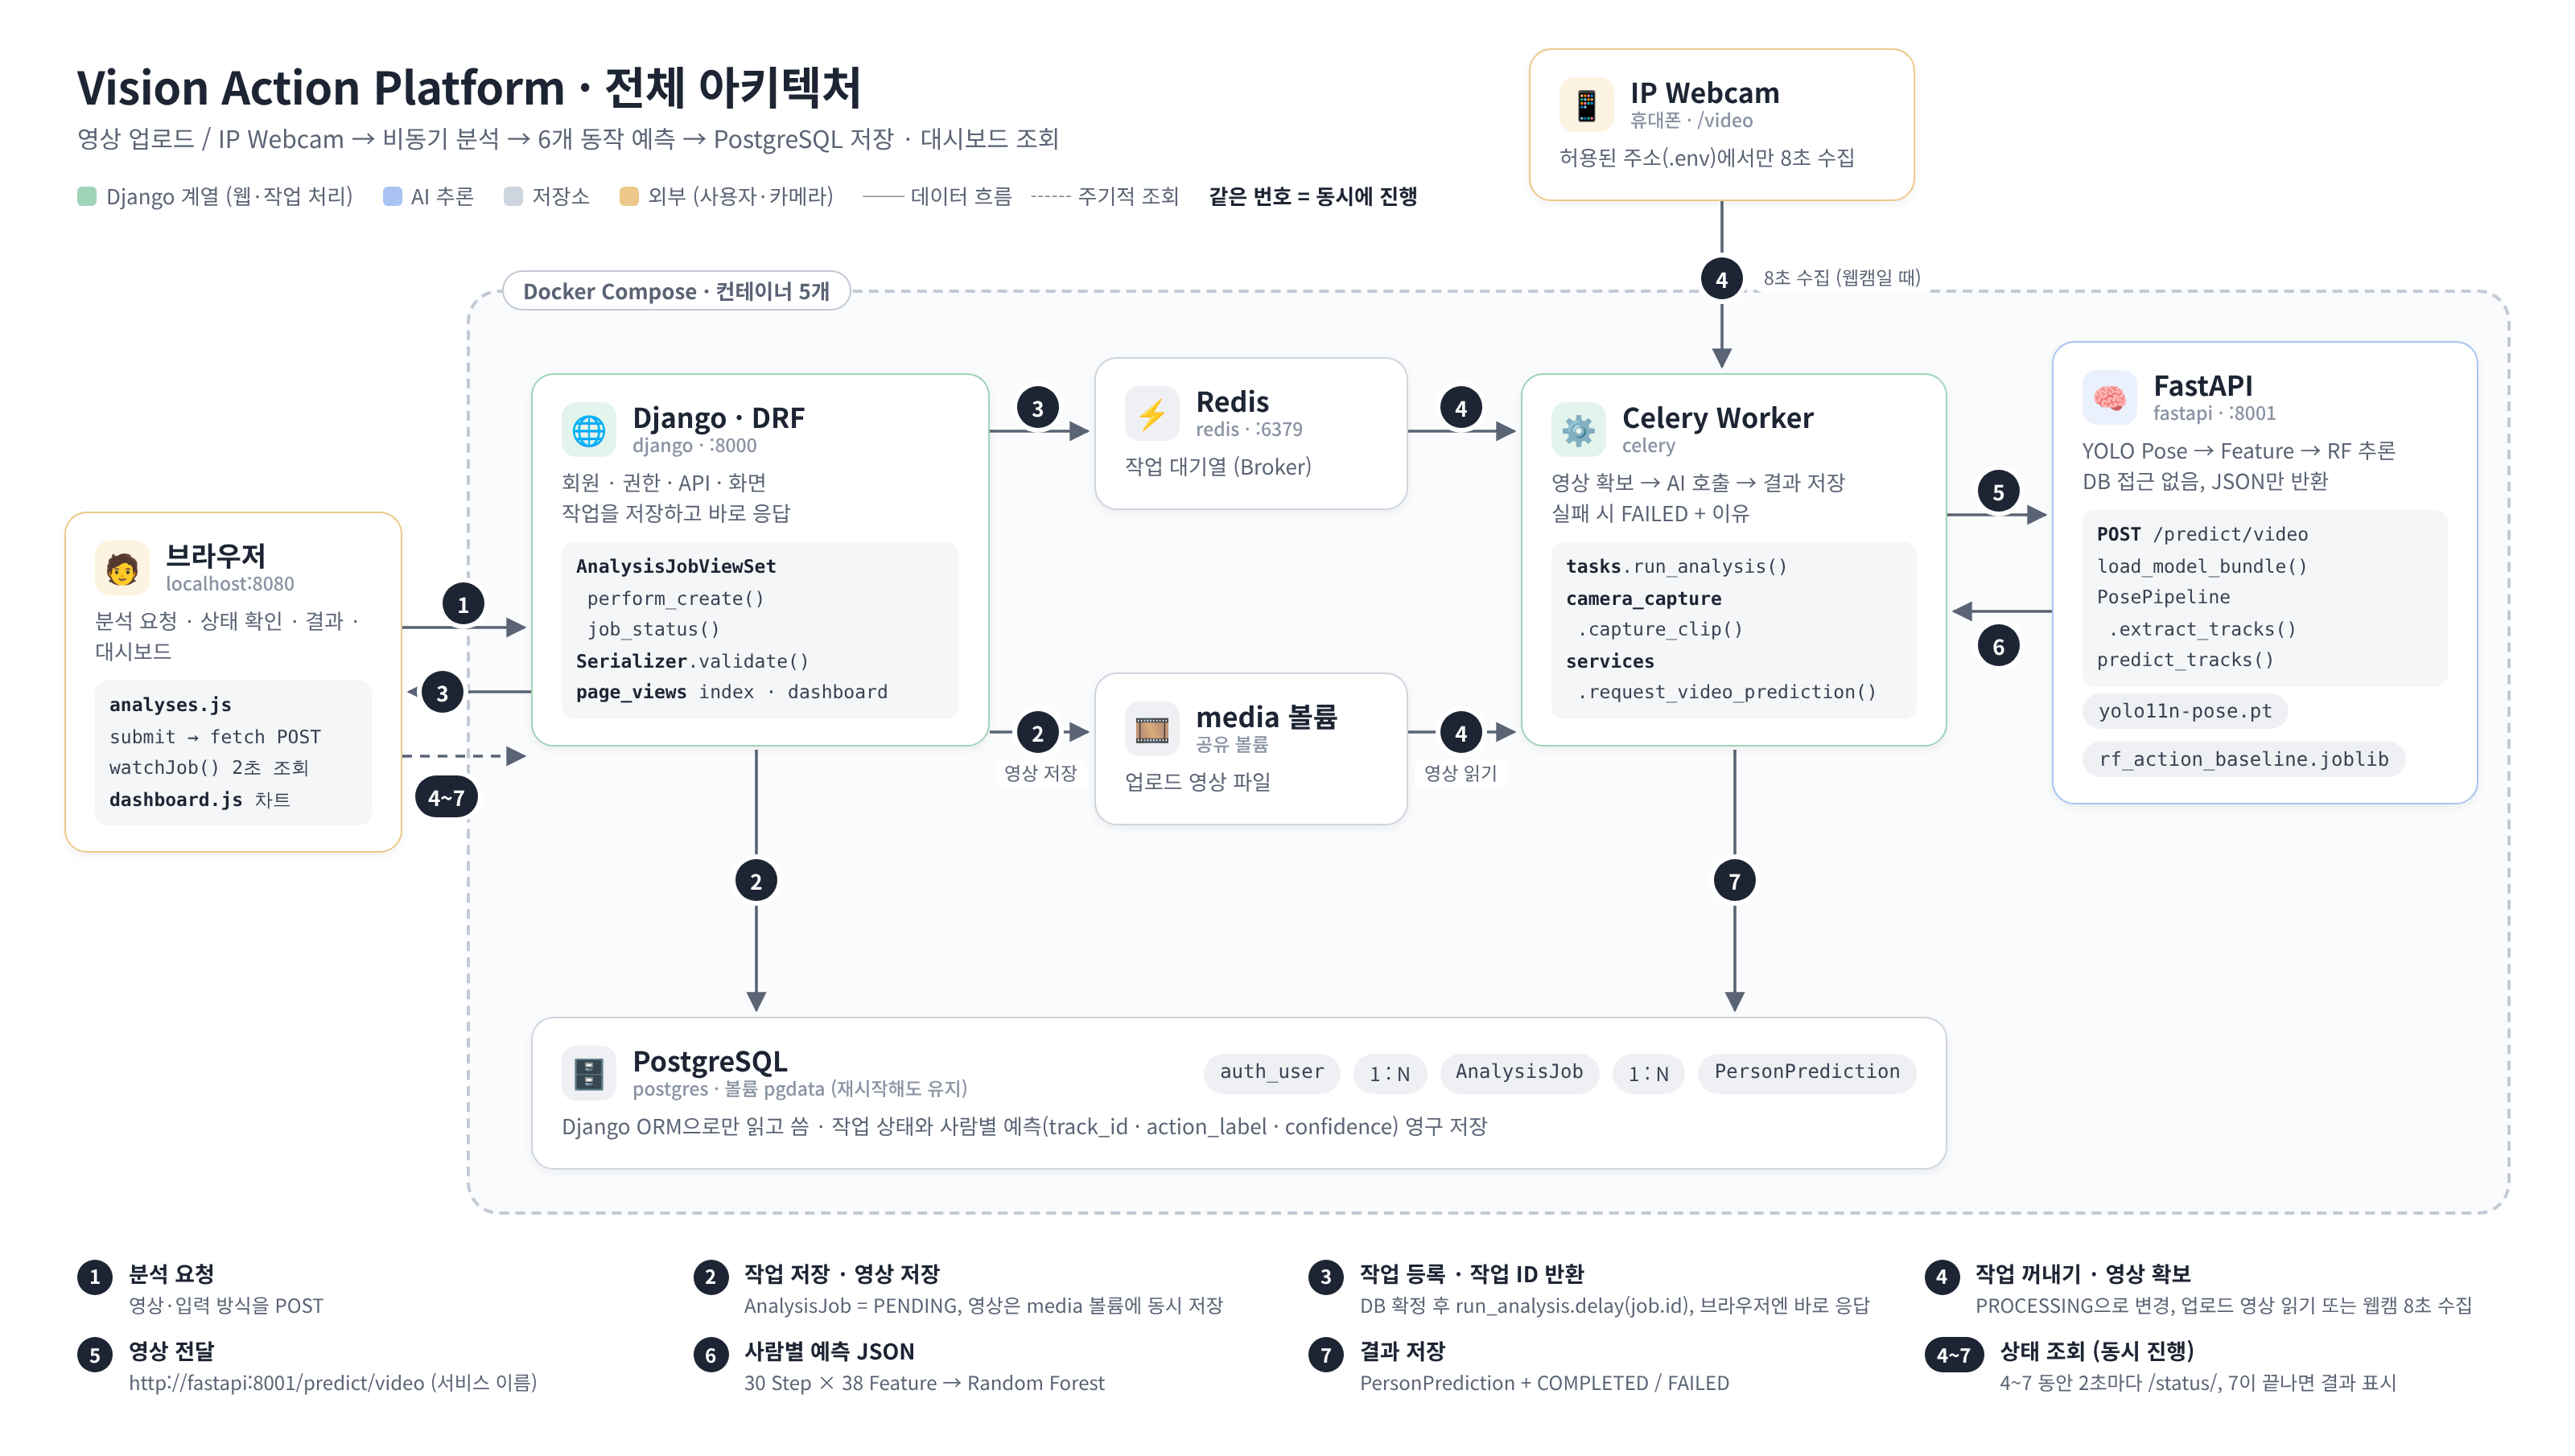 Vision Action Platform · 전체 아키텍처
영상 업로드 / IP Webcam → 비동기 분석 → 6개 동작 예측 → PostgreSQL 저장 · 대시보드 조회
Django 계열 (웹·작업 처리)
AI 추론
저장소
외부 (사용자·카메라)
데이터 흐름
주기적 조회
같은 번호 = 동시에 진행
IP Webcam
휴대폰 · /video
허용된 주소(.env)에서만 8초 수집
4
8초 수집 (웹캠일 때)
Docker Compose · 컨테이너 5개
브라우저
localhost:8080
분석 요청 · 상태 확인 · 결과 ·
대시보드
analyses.js
submit → fetch POST
watchJob() 2초 조회
dashboard.js 차트
1
3
4~7
Django · DRF
django · :8000
회원 · 권한 · API · 화면
작업을 저장하고 바로 응답
AnalysisJobViewSet
perform_create()
job_status()
Serializer.validate()
page_views index · dashboard
3
Redis
redis · :6379
작업 대기열 (Broker)
4
2
영상 저장
media 볼륨
공유 볼륨
업로드 영상 파일
4
영상 읽기
Celery Worker
celery
영상 확보 → AI 호출 → 결과 저장
실패 시 FAILED + 이유
tasks.run_analysis()
camera_capture
.capture_clip()
services
.request_video_prediction()
5
6
FastAPI
fastapi · :8001
YOLO Pose → Feature → RF 추론
DB 접근 없음, JSON만 반환
POST /predict/video
load_model_bundle()
PosePipeline
.extract_tracks()
predict_tracks()
yolo11n-pose.pt
rf_action_baseline.joblib
2
7
PostgreSQL
postgres · 볼륨 pgdata (재시작해도 유지)
auth_user
1:N
AnalysisJob
1:N
PersonPrediction
Django ORM으로만 읽고 씀 · 작업 상태와 사람별 예측(track_id · action_label · confidence) 영구 저장
1 분석 요청
영상·입력 방식을 POST
2 작업 저장 · 영상 저장
AnalysisJob = PENDING, 영상은 media 볼륨에 동시 저장
3 작업 등록 · 작업 ID 반환
DB 확정 후 run_analysis.delay(job.id), 브라우저엔 바로 응답
4 작업 꺼내기 · 영상 확보
PROCESSING으로 변경, 업로드 영상 읽기 또는 웹캠 8초 수집
5 영상 전달
http://fastapi:8001/predict/video (서비스 이름)
6 사람별 예측 JSON
30 Step × 38 Feature → Random Forest
7 결과 저장
PersonPrediction + COMPLETED / FAILED
4~7 상태 조회 (동시 진행)
4~7 동안 2초마다 /status/, 7이 끝나면 결과 표시